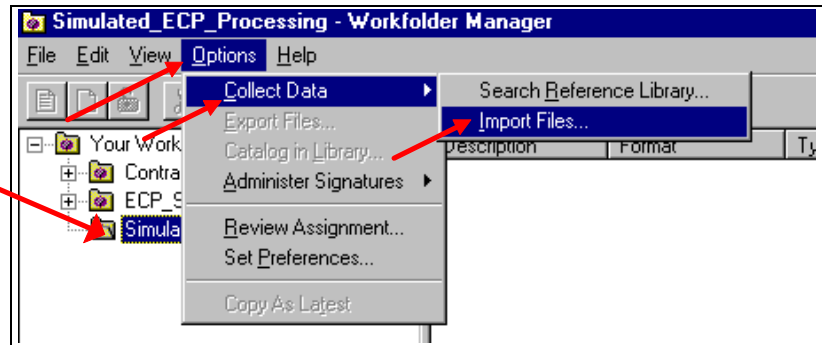 Simulated_ECP_Processing - Workfolder Manager
File Edit View Options Help
Collect Data
Search Reference Library...
Export Files...
Import Files...
Your Work
Catalog in Library...
Description Format Ty
Contra
Administer Signatures
ECP_S
Simula
Review Assignment...
Set Preferences...
Copy As Latest